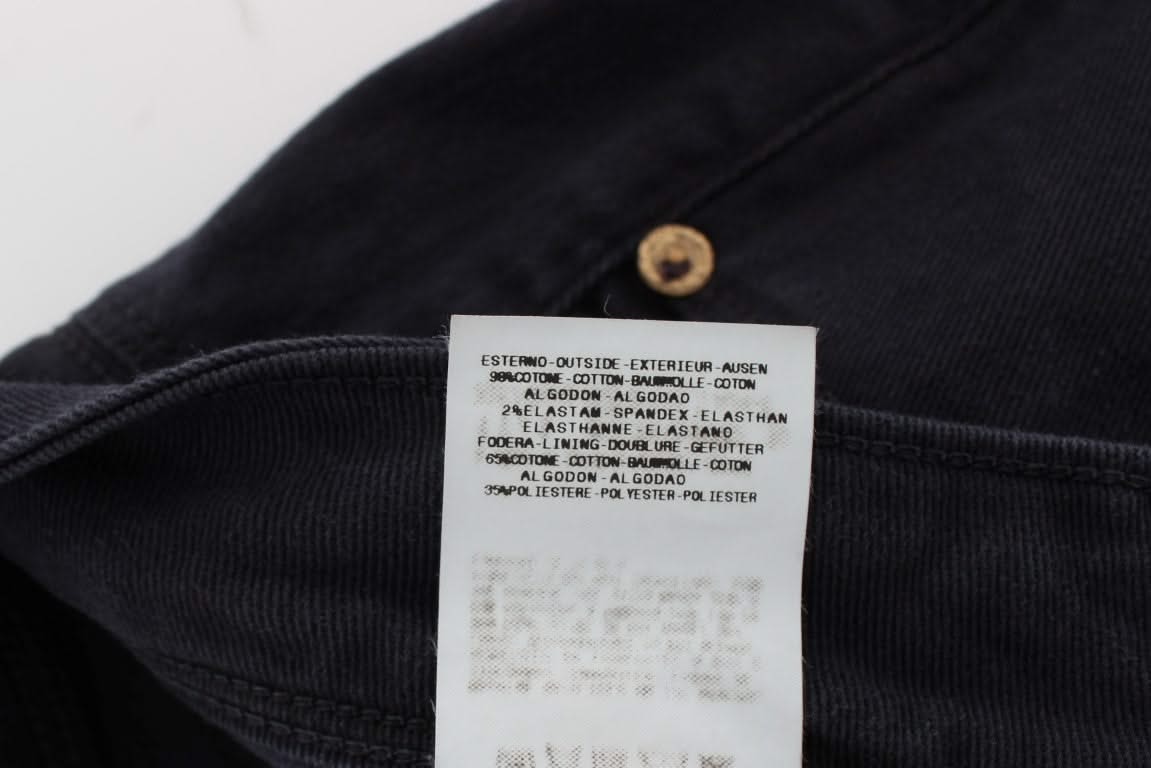 ESTERNO-OUTSIDE-EXTERIEUR-AUSEN
98%COTONE-COTTON-BAUMWOLLE-COTON
ALGODON-ALGODAO
2%ELASTAM-SPANDEX-ELASTHAN
ELASTHANNE-ELASTANO
FODERA-LINING-DOUBLURE-GEFUTTER
65%COTONE-COTTON-BAUMWOLLE-COTON
ALGODON-ALGODAO
35%POLIESTERE-POLYESTER-POLIESTER